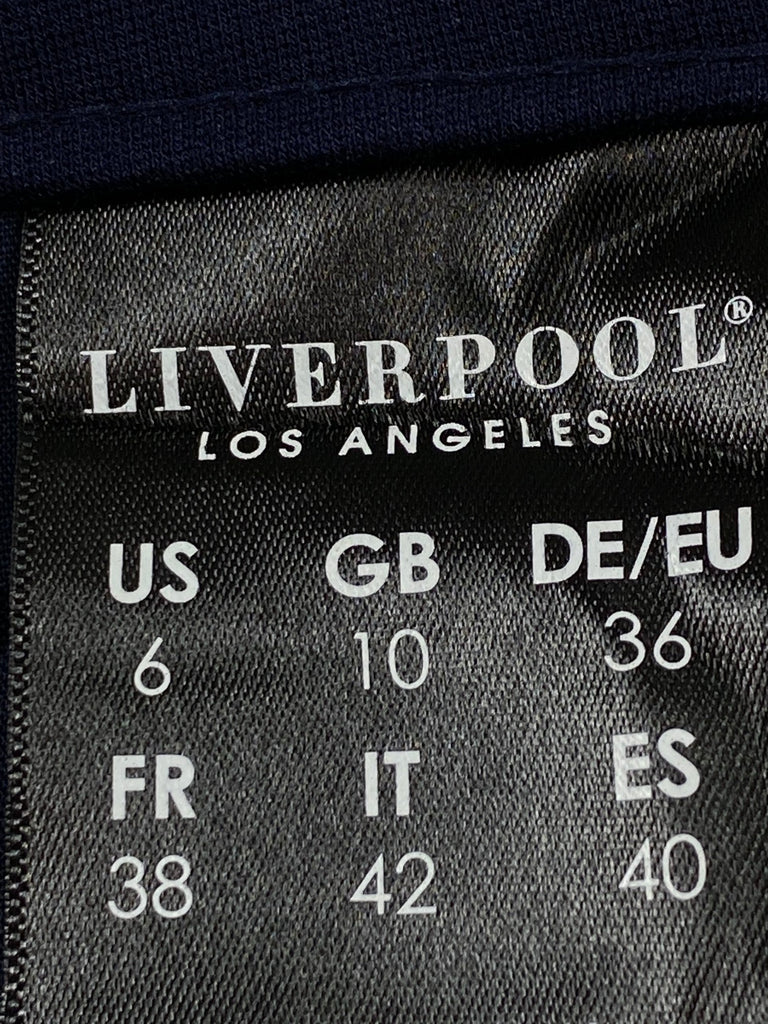 LIVERPOOL®
LOS ANGELES
US GB DE/EU
6 10 36
FR IT ES
38 42 40